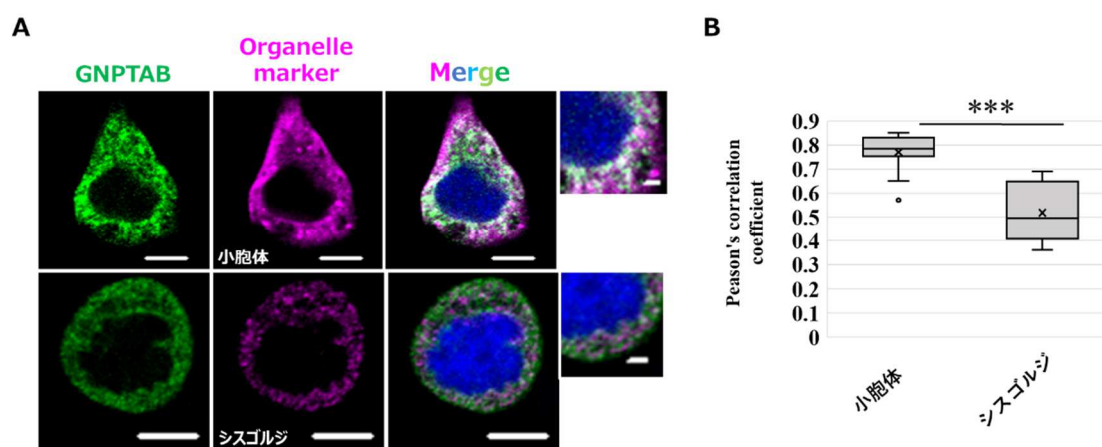 A
GNPTAB
Organelle
marker
Merge
小胞体
シスゴルジ
B
***
0.9
0.8
0.7
0.6
0.5
0.4
0.3
0.2
0.1
0
Peason's correlation
coefficient
小胞体
シスゴルジ